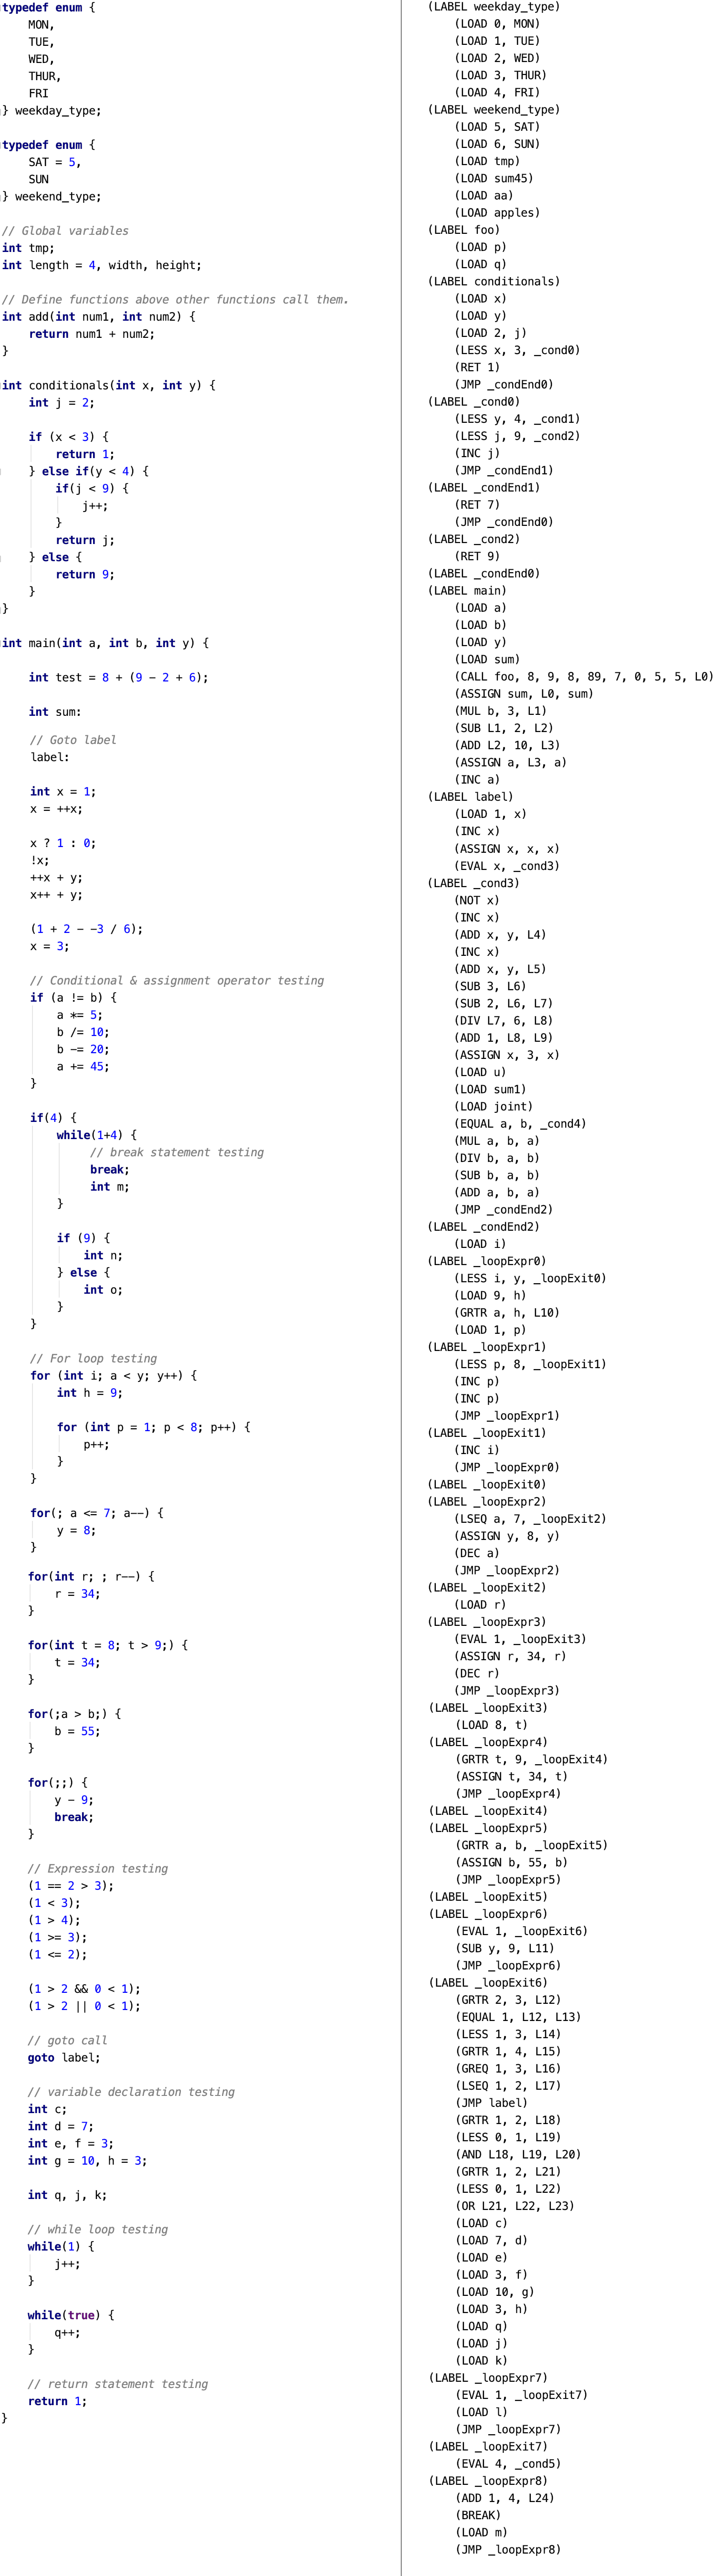 typedef enum {
MON,
TUE,
WED,
THUR,
FRI
} weekday_type;
typedef enum {
SAT = 5,
SUN
} weekend_type;
// Global variables
int tmp;
int length = 4, width, height;
// Define functions above other functions call them.
int add(int num1, int num2) {
return num1 + num2;
}
int conditionals(int x, int y) {
int j = 2;
if (x < 3) {
return 1;
} else if(y < 4) {
if(j < 9) {
j++;
}
return j;
} else {
return 9;
}
}
int main(int a, int b, int y) {
int test = 8 + (9 - 2 + 6);
int sum:
// Goto label
label:
int x = 1;
x = ++x;
x ? 1 : 0;
!x;
++x + y;
x++ + y;
(1 + 2 - -3 / 6);
x = 3;
// Conditional & assignment operator testing
if (a != b) {
a *= 5;
b /= 10;
b -= 20;
a += 45;
}
if(4) {
while(1+4) {
// break statement testing
break;
int m;
}
if (9) {
int n;
} else {
int o;
}
}
// For loop testing
for (int i; a < y; y++) {
int h = 9;
for (int p = 1; p < 8; p++) {
p++;
}
}
for(; a <= 7; a--) {
y = 8;
}
for(int r; ; r--) {
r = 34;
}
for(int t = 8; t > 9;) {
t = 34;
}
for(;a > b;) {
b = 55;
}
for(;;) {
y - 9;
break;
}
// Expression testing
(1 == 2 > 3);
(1 < 3);
(1 > 4);
(1 >= 3);
(1 <= 2);
(1 > 2 && 0 < 1);
(1 > 2 || 0 < 1);
// goto call
goto label;
// variable declaration testing
int c;
int d = 7;
int e, f = 3;
int g = 10, h = 3;
int q, j, k;
// while loop testing
while(1) {
j++;
}
while(true) {
q++;
}
// return statement testing
return 1;
}
(LABEL weekday_type)
(LOAD 0, MON)
(LOAD 1, TUE)
(LOAD 2, WED)
(LOAD 3, THUR)
(LOAD 4, FRI)
(LABEL weekend_type)
(LOAD 5, SAT)
(LOAD 6, SUN)
(LOAD tmp)
(LOAD sum45)
(LOAD aa)
(LOAD apples)
(LABEL foo)
(LOAD p)
(LOAD q)
(LABEL conditionals)
(LOAD x)
(LOAD y)
(LOAD 2, j)
(LESS x, 3, _cond0)
(RET 1)
(JMP _condEnd0)
(LABEL _cond0)
(LESS y, 4, _cond1)
(LESS j, 9, _cond2)
(INC j)
(JMP _condEnd1)
(LABEL _condEnd1)
(RET 7)
(JMP _condEnd0)
(LABEL _cond2)
(RET 9)
(LABEL _condEnd0)
(LABEL main)
(LOAD a)
(LOAD b)
(LOAD y)
(LOAD sum)
(CALL foo, 8, 9, 8, 89, 7, 0, 5, 5, L0)
(ASSIGN sum, L0, sum)
(MUL b, 3, L1)
(SUB L1, 2, L2)
(ADD L2, 10, L3)
(ASSIGN a, L3, a)
(INC a)
(LABEL label)
(LOAD 1, x)
(INC x)
(ASSIGN x, x, x)
(EVAL x, _cond3)
(LABEL _cond3)
(NOT x)
(INC x)
(ADD x, y, L4)
(INC x)
(ADD x, y, L5)
(SUB 3, L6)
(SUB 2, L6, L7)
(DIV L7, 6, L8)
(ADD 1, L8, L9)
(ASSIGN x, 3, x)
(LOAD u)
(LOAD sum1)
(LOAD joint)
(EQUAL a, b, _cond4)
(MUL a, b, a)
(DIV b, a, b)
(SUB b, a, b)
(ADD a, b, a)
(JMP _condEnd2)
(LABEL _condEnd2)
(LOAD i)
(LABEL _loopExpr0)
(LESS i, y, _loopExit0)
(LOAD 9, h)
(GRTR a, h, L10)
(LOAD 1, p)
(LABEL _loopExpr1)
(LESS p, 8, _loopExit1)
(INC p)
(INC p)
(JMP _loopExpr1)
(LABEL _loopExit1)
(INC i)
(JMP _loopExpr0)
(LABEL _loopExit0)
(LABEL _loopExpr2)
(LSEQ a, 7, _loopExit2)
(ASSIGN y, 8, y)
(DEC a)
(JMP _loopExpr2)
(LABEL _loopExit2)
(LOAD r)
(LABEL _loopExpr3)
(EVAL 1, _loopExit3)
(ASSIGN r, 34, r)
(DEC r)
(JMP _loopExpr3)
(LABEL _loopExit3)
(LOAD 8, t)
(LABEL _loopExpr4)
(GRTR t, 9, _loopExit4)
(ASSIGN t, 34, t)
(JMP _loopExpr4)
(LABEL _loopExit4)
(LABEL _loopExpr5)
(GRTR a, b, _loopExit5)
(ASSIGN b, 55, b)
(JMP _loopExpr5)
(LABEL _loopExit5)
(LABEL _loopExpr6)
(EVAL 1, _loopExit6)
(SUB y, 9, L11)
(JMP _loopExpr6)
(LABEL _loopExit6)
(GRTR 2, 3, L12)
(EQUAL 1, L12, L13)
(LESS 1, 3, L14)
(GRTR 1, 4, L15)
(GREQ 1, 3, L16)
(LSEQ 1, 2, L17)
(JMP label)
(GRTR 1, 2, L18)
(LESS 0, 1, L19)
(AND L18, L19, L20)
(GRTR 1, 2, L21)
(LESS 0, 1, L22)
(OR L21, L22, L23)
(LOAD c)
(LOAD 7, d)
(LOAD e)
(LOAD 3, f)
(LOAD 10, g)
(LOAD 3, h)
(LOAD q)
(LOAD j)
(LOAD k)
(LABEL _loopExpr7)
(EVAL 1, _loopExit7)
(LOAD l)
(JMP _loopExpr7)
(LABEL _loopExit7)
(EVAL 4, _cond5)
(LABEL _loopExpr8)
(ADD 1, 4, L24)
(BREAK)
(LOAD m)
(JMP _loopExpr8)